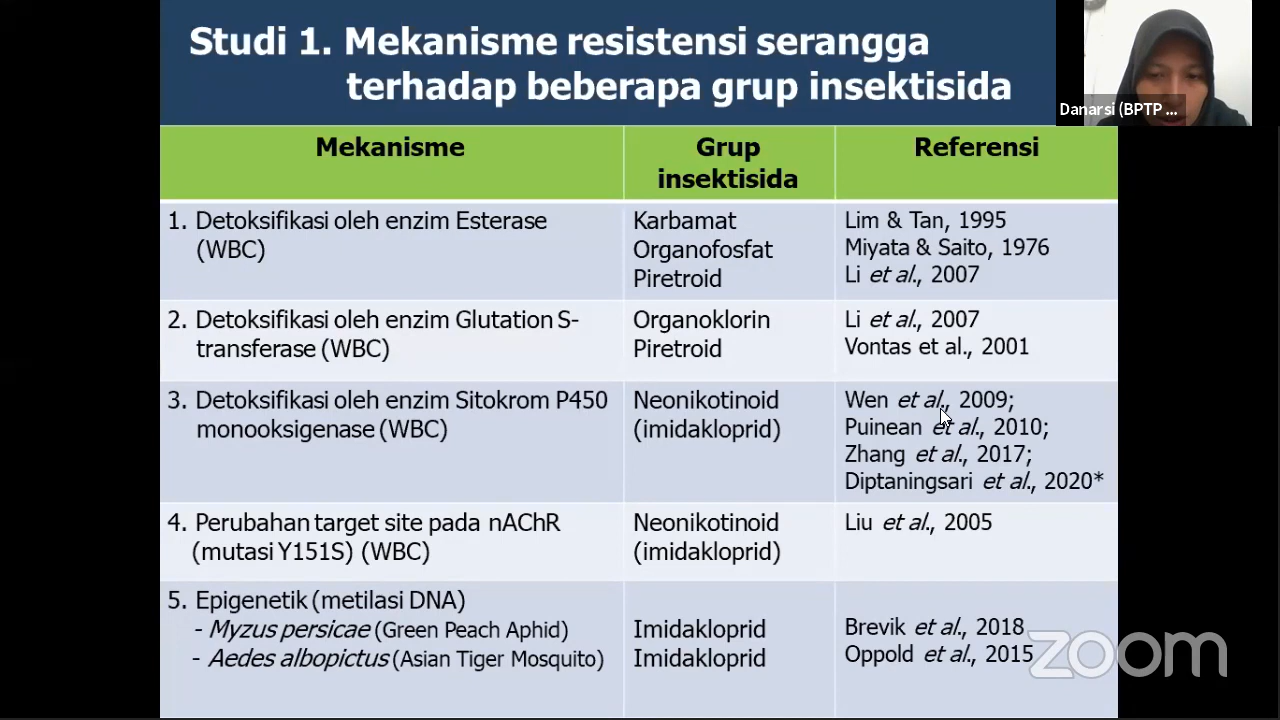 Studi 1. Mekanisme resistensi serangga
terhadap beberapa grup insektisida
Danarsi (BPTP ...
Mekanisme
Grup
insektisida
Referensi
1. Detoksifikasi oleh enzim Esterase
(WBC)
Karbamat
Organofosfat
Piretroid
Lim & Tan, 1995
Miyata & Saito, 1976
Li et al., 2007
2. Detoksifikasi oleh enzim Glutation S-
transferase (WBC)
Organoklorin
Piretroid
Li et al., 2007
Vontas et al., 2001
3. Detoksifikasi oleh enzim Sitokrom P450
monooksigenase (WBC)
Neonikotinoid
(imidakloprid)
Wen et al., 2009;
Puinean et al., 2010;
Zhang et al., 2017;
Diptaningsari et al., 2020*
4. Perubahan target site pada nAChR
(mutasi Y151S) (WBC)
Neonikotinoid
(imidakloprid)
Liu et al., 2005
5. Epigenetik (metilasi DNA)
- Myzus persicae (Green Peach Aphid)
- Aedes albopictus (Asian Tiger Mosquito)
Imidakloprid
Imidakloprid
Brevik et al., 2018
Oppold et al., 2015
zoom